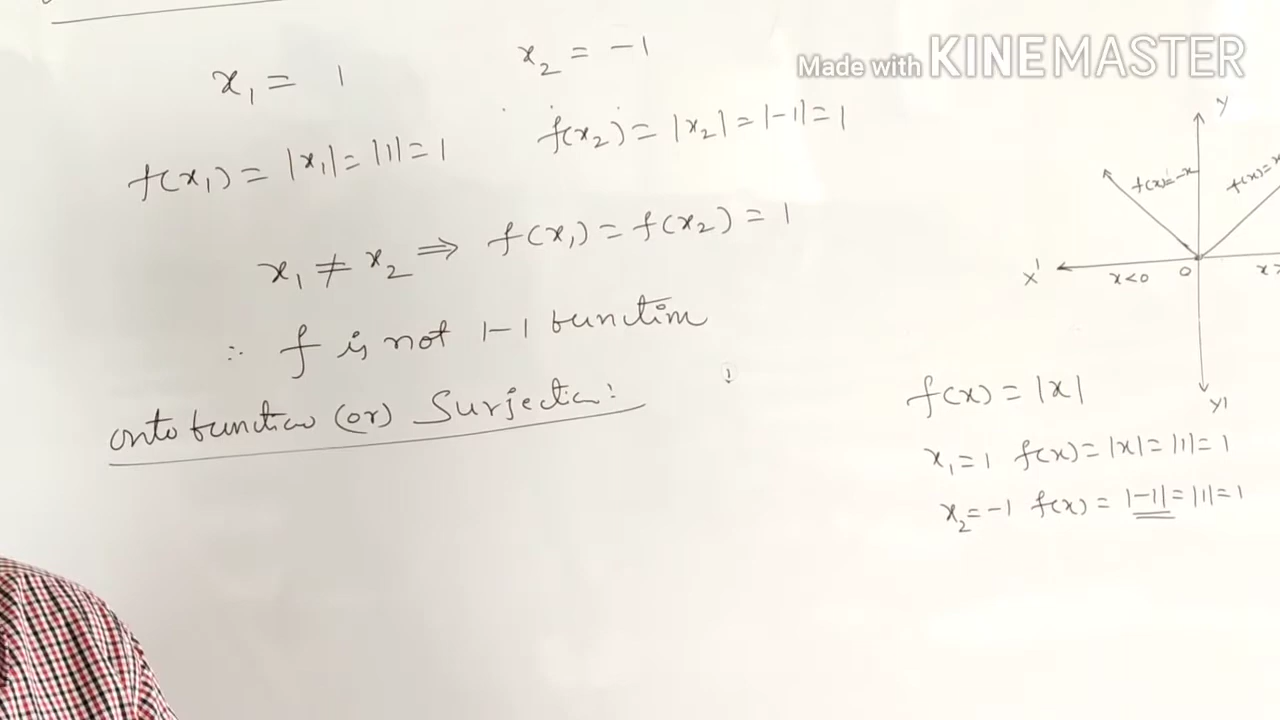 Made with KINEMASTER
x₁ = 1
x₂ = -1
f(x₁) = |x₁| = |1| = 1
f(x₂) = |x₂| = |-1| = 1
x₁ ≠ x₂ ⇒ f(x₁) = f(x₂) = 1
∴ f is not 1-1 function
onto function (or) Surjection:
Y
f(x)=-x
f(x)=x
X'
x<0
0
x≥
Y1
f(x) = |x|
x₁=1 f(x) = |x| = |1| = 1
x₂=-1 f(x) = |-1| = |1| = 1